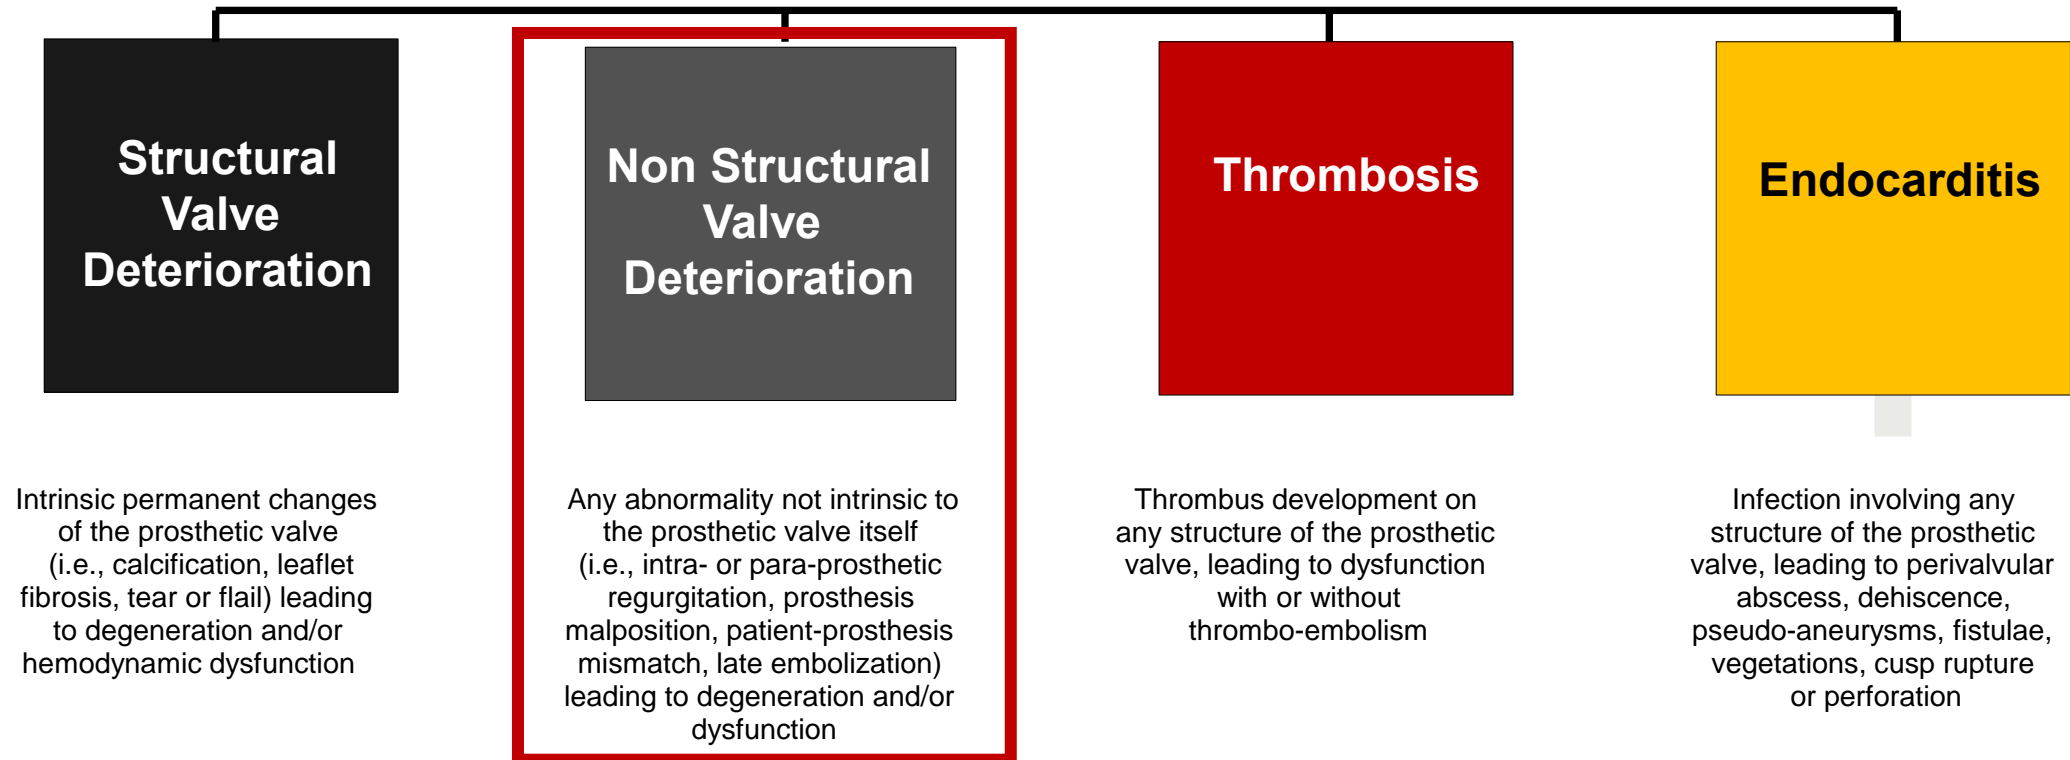 Structural
Valve
Deterioration
Non Structural
Valve
Deterioration
Thrombosis
Endocarditis
Intrinsic permanent changes
of the prosthetic valve
(i.e., calcification, leaflet
fibrosis, tear or flail) leading
to degeneration and/or
hemodynamic dysfunction
Any abnormality not intrinsic to
the prosthetic valve itself
(i.e., intra- or para-prosthetic
regurgitation, prosthesis
malposition, patient-prosthesis
mismatch, late embolization)
leading to degeneration and/or
dysfunction
Thrombus development on
any structure of the prosthetic
valve, leading to dysfunction
with or without
thrombo-embolism
Infection involving any
structure of the prosthetic
valve, leading to perivalvular
abscess, dehiscence,
pseudo-aneurysms, fistulae,
vegetations, cusp rupture
or perforation